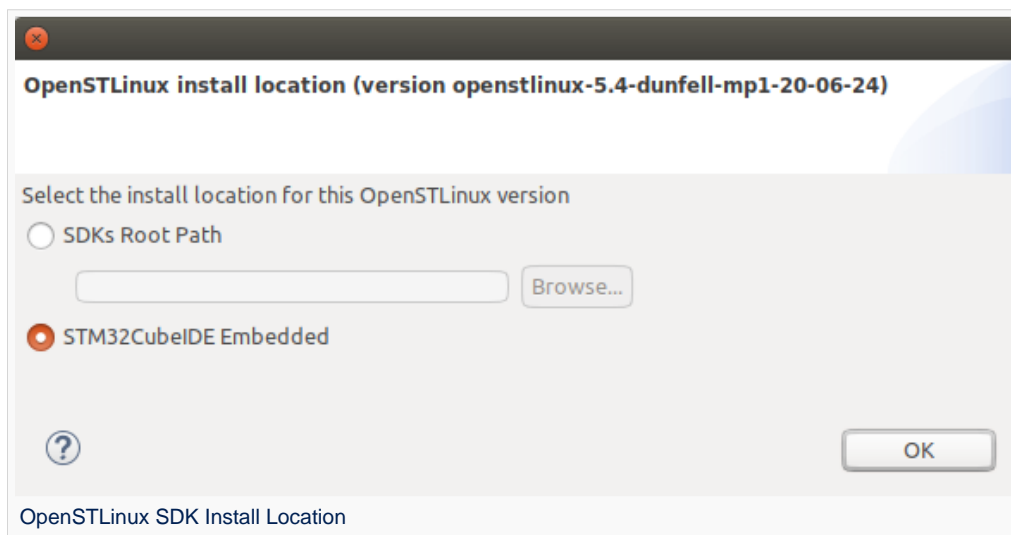 OpenSTLinux install location (version openstlinux-5.4-dunfell-mp1-20-06-24)
Select the install location for this OpenSTLinux version
SDKs Root Path
Browse...
STM32CubeIDE Embedded
?
OK
OpenSTLinux SDK Install Location